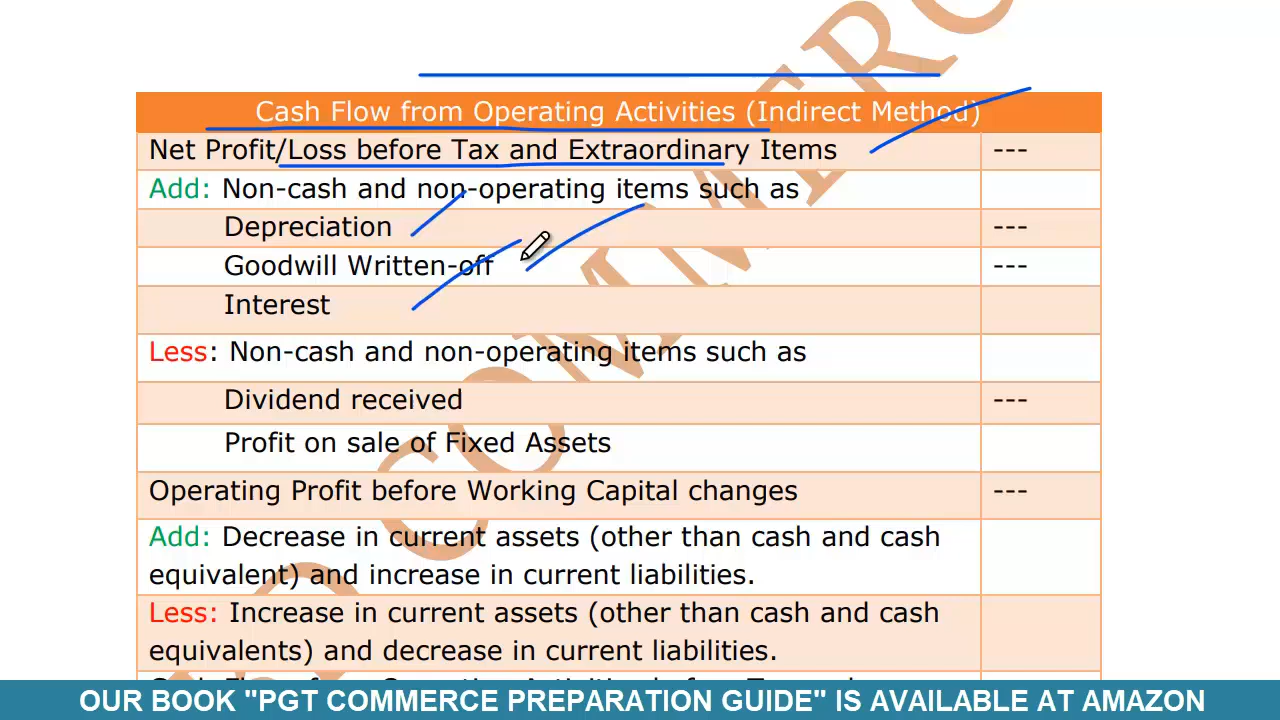 Cash Flow from Operating Activities (Indirect Method)
Net Profit/Loss before Tax and Extraordinary Items ---
Add: Non-cash and non-operating items such as
Depreciation ---
Goodwill Written-off ---
Interest
Less: Non-cash and non-operating items such as
Dividend received ---
Profit on sale of Fixed Assets
Operating Profit before Working Capital changes ---
Add: Decrease in current assets (other than cash and cash
equivalent) and increase in current liabilities.
Less: Increase in current assets (other than cash and cash
equivalents) and decrease in current liabilities.
OUR BOOK "PGT COMMERCE PREPARATION GUIDE" IS AVAILABLE AT AMAZON